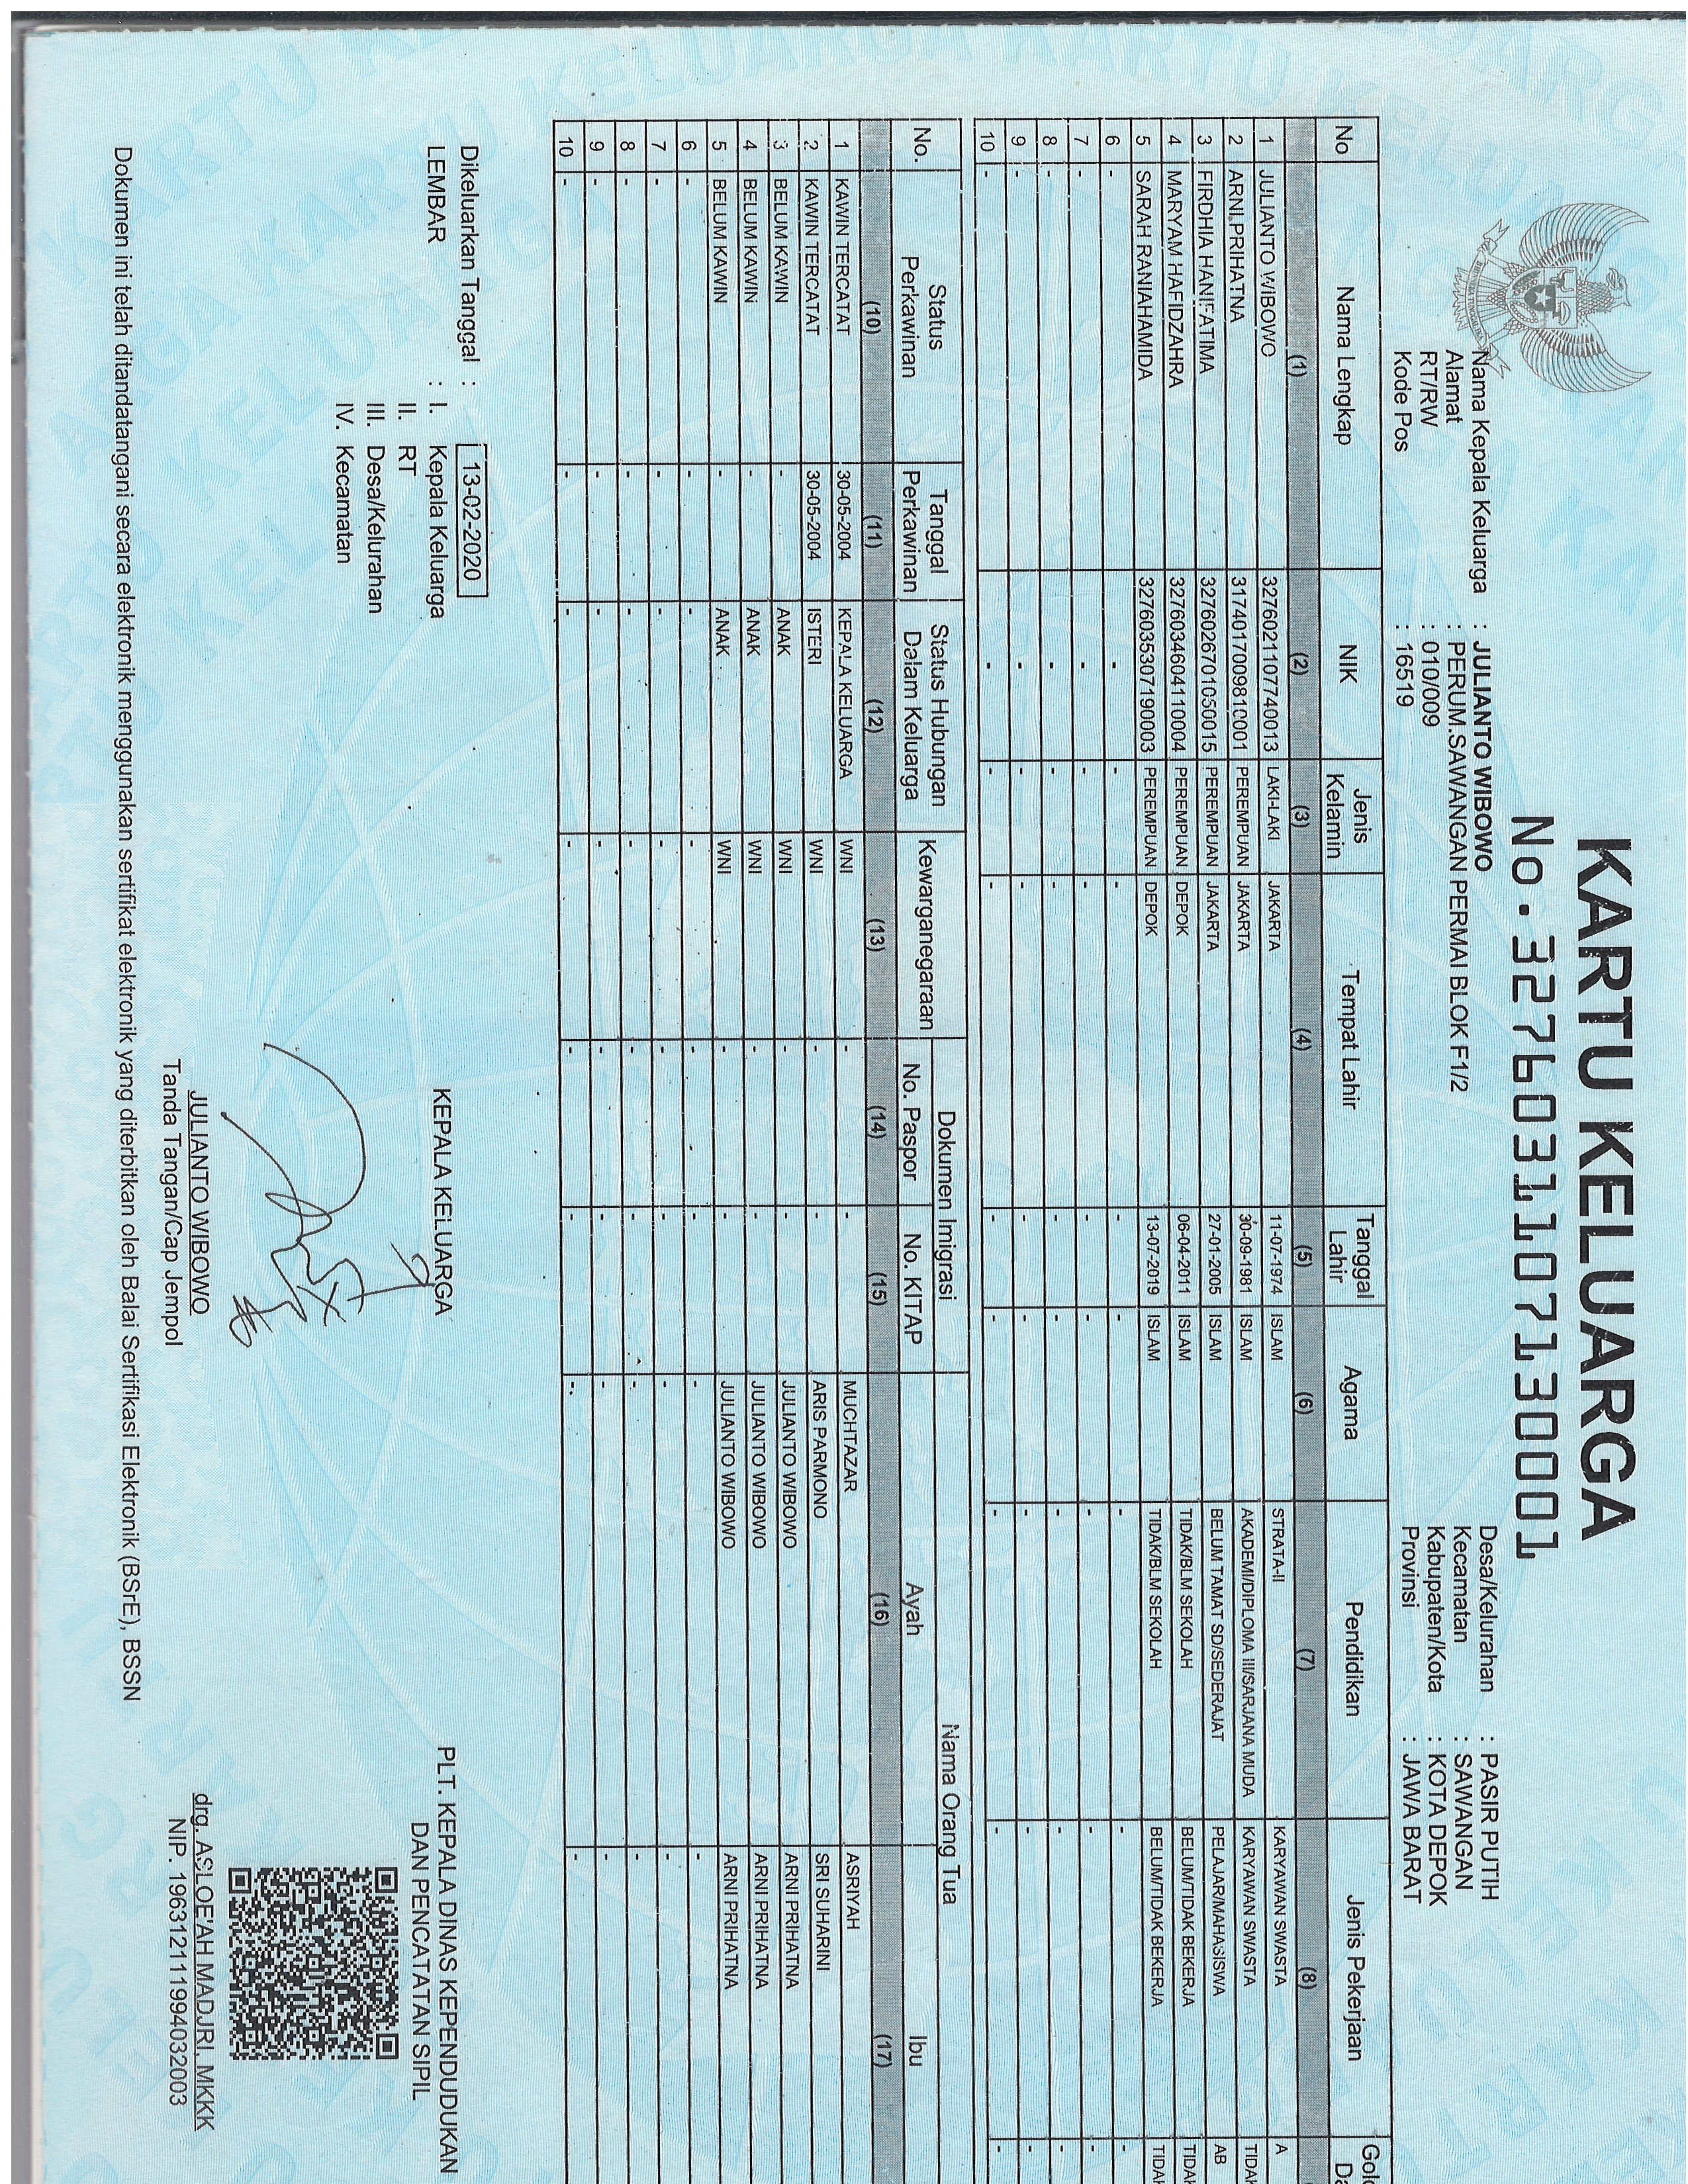 KARTU KELUARGA
No. 3276031107130001
Nama Kepala Keluarga : JULIANTO WIBOWO
Alamat : PERUM.SAWANGAN PERMAI BLOK F1/2
RT/RW : 010/009
Kode Pos : 16519
Desa/Kelurahan : PASIR PUTIH
Kecamatan : SAWANGAN
Kabupaten/Kota : KOTA DEPOK
Provinsi : JAWA BARAT
No Nama Lengkap NIK Jenis Kelamin Tempat Lahir Tanggal Lahir Agama Pendidikan Jenis Pekerjaan
(1) (2) (3) (4) (5) (6) (7) (8)
1 JULIANTO WIBOWO 3276021107740013 LAKI-LAKI JAKARTA 11-07-1974 ISLAM STRATA-II KARYAWAN SWASTA A
2 ARNI PRIHATNA 3174017009810001 PEREMPUAN JAKARTA 30-09-1981 ISLAM AKADEMI/DIPLOMA III/SARJANA MUDA KARYAWAN SWASTA TIDAK
3 FIRDHIA HANIFATIMA 3276026701050015 PEREMPUAN JAKARTA 27-01-2005 ISLAM BELUM TAMAT SD/SEDERAJAT PELAJAR/MAHASISWA AB
4 MARYAM HAFIDZAHRA 3276034604110004 PEREMPUAN DEPOK 06-04-2011 ISLAM TIDAK/BLM SEKOLAH BELUM/TIDAK BEKERJA TIDAK
5 SARAH RANIAHAMIDA 3276035307190003 PEREMPUAN DEPOK 13-07-2019 ISLAM TIDAK/BLM SEKOLAH BELUM/TIDAK BEKERJA TIDAK
6 - - - - - - - - -
7 - - - - - - - - -
8 - - - - - - - - -
9 - - - - - - - - -
10 - - - - - - - - -
No. Status Perkawinan Tanggal Perkawinan Status Hubungan Dalam Keluarga Kewarganegaraan Dokumen Imigrasi Nama Orang Tua
No. Paspor No. KITAP Ayah Ibu
(10) (11) (12) (13) (14) (15) (16) (17)
1 KAWIN TERCATAT 30-05-2004 KEPALA KELUARGA WNI - - MUCHTAZAR ASRIYAH
2 KAWIN TERCATAT 30-05-2004 ISTERI WNI - - ARIS PARMONO SRI SUHARINI
3 BELUM KAWIN - ANAK WNI - - JULIANTO WIBOWO ARNI PRIHATNA
4 BELUM KAWIN - ANAK WNI - - JULIANTO WIBOWO ARNI PRIHATNA
5 BELUM KAWIN - ANAK WNI - - JULIANTO WIBOWO ARNI PRIHATNA
6 - - - - - - - -
7 - - - - - - - -
8 - - - - - - - -
9 - - - - - - - -
10 - - - - - - - -
Dikeluarkan Tanggal : 13-02-2020
LEMBAR : I. Kepala Keluarga
II. RT
III. Desa/Kelurahan
IV. Kecamatan
KEPALA KELUARGA
JULIANTO WIBOWO
Tanda Tangan/Cap Jempol
PLT. KEPALA DINAS KEPENDUDUKAN
DAN PENCATATAN SIPIL
drg. ASLOE'AH MADJRI, MKKK
NIP. 196312111994032003
Dokumen ini telah ditandatangani secara elektronik menggunakan sertifikat elektronik yang diterbitkan oleh Balai Sertifikasi Elektronik (BSrE), BSSN